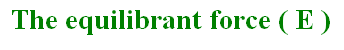 The equilibrant force ( E )